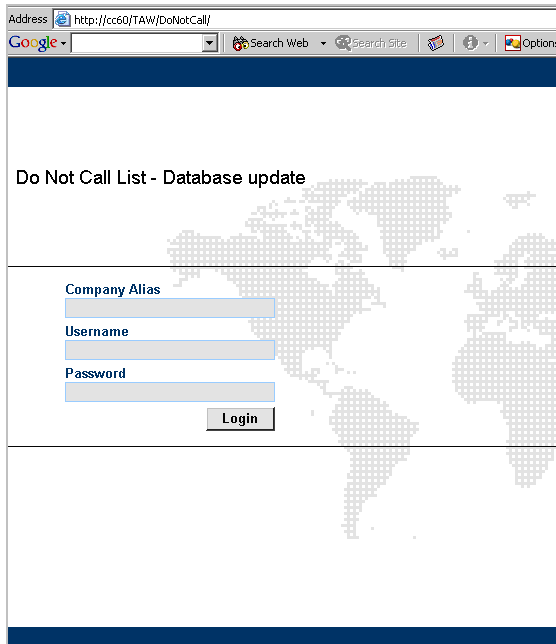 Address http://cc60/TAW/DoNotCall/
Google Search Web Search Site Options
Do Not Call List - Database update
Company Alias
Username
Password
Login